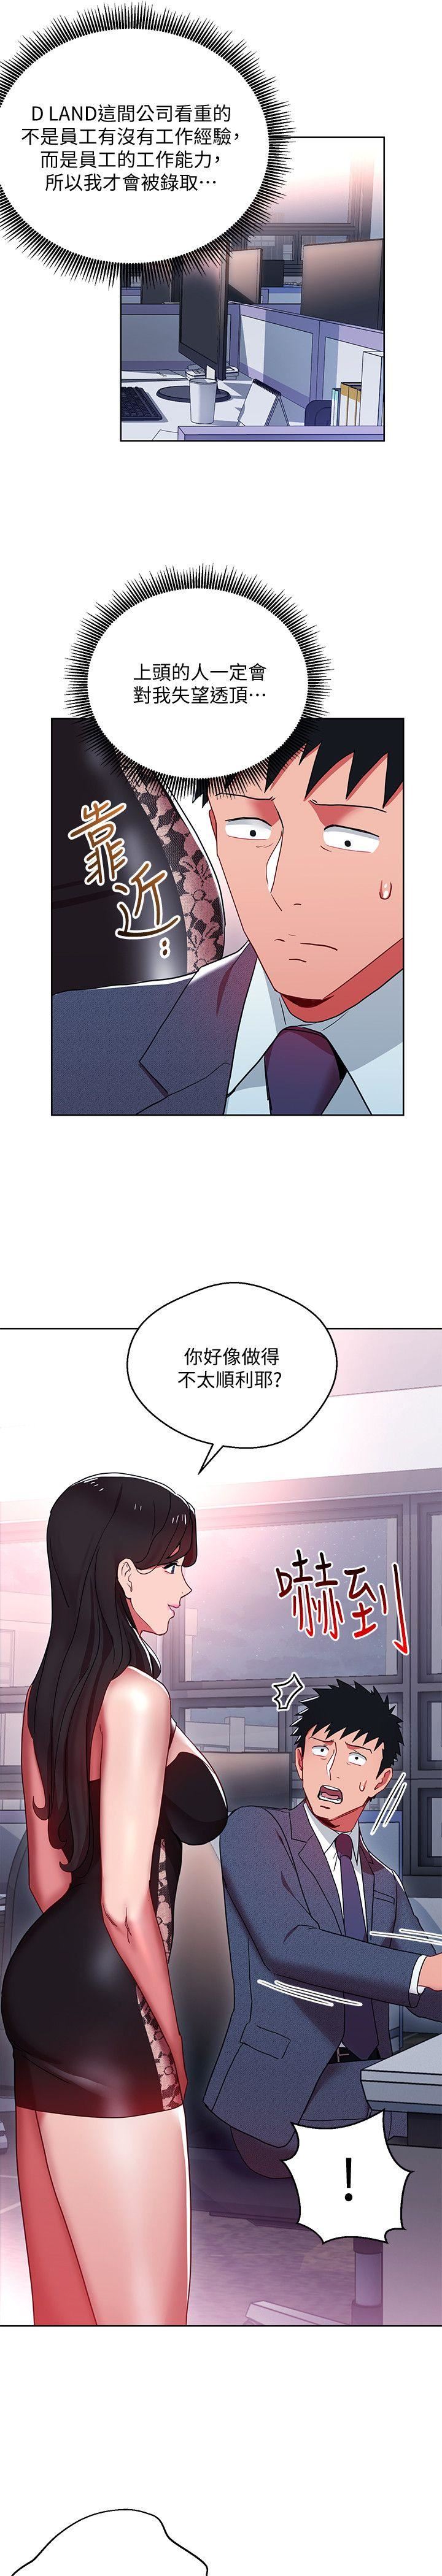 D LAND這間公司看重的
不是員工有沒有工作經驗，
而是員工的工作能力，
所以我才會被錄取…
上頭的人一定會
對我失望透頂…
靠近
你好像做得
不太順利耶?
嚇到
!